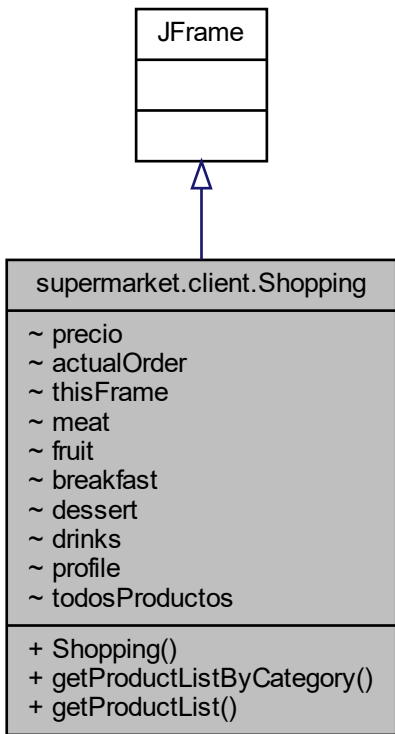 JFrame
supermarket.client.Shopping
~ precio
~ actualOrder
~ thisFrame
~ meat
~ fruit
~ breakfast
~ dessert
~ drinks
~ profile
~ todosProductos
+ Shopping()
+ getProductListByCategory()
+ getProductList()